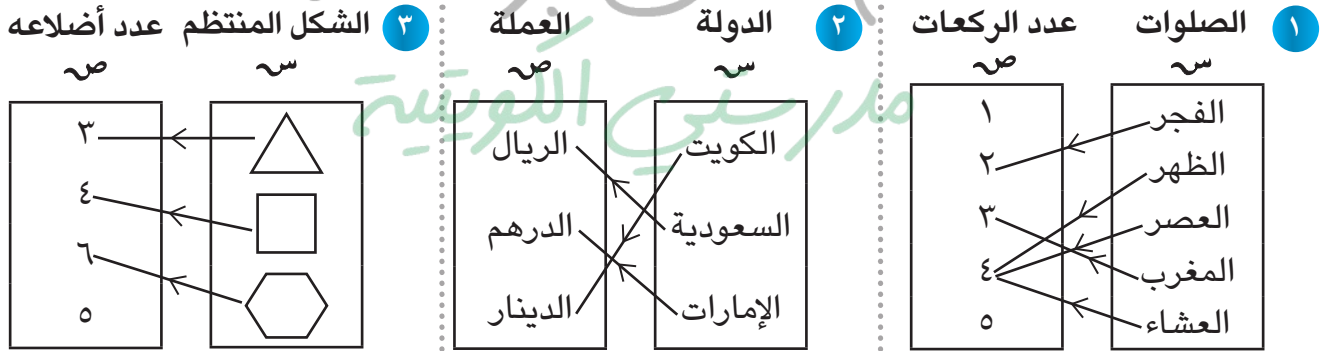 ١ الصلوات عدد الركعات
س ص
الفجر
الظهر
العصر
المغرب
العشاء
١
٢
٣
٤
٥
٢ الدولة العملة
س ص
الكويت
السعودية
الإمارات
الريال
الدرهم
الدينار
٣ الشكل المنتظم عدد أضلاعه
س ص
٣
٤
٦
٥
مدرستي الكويتية